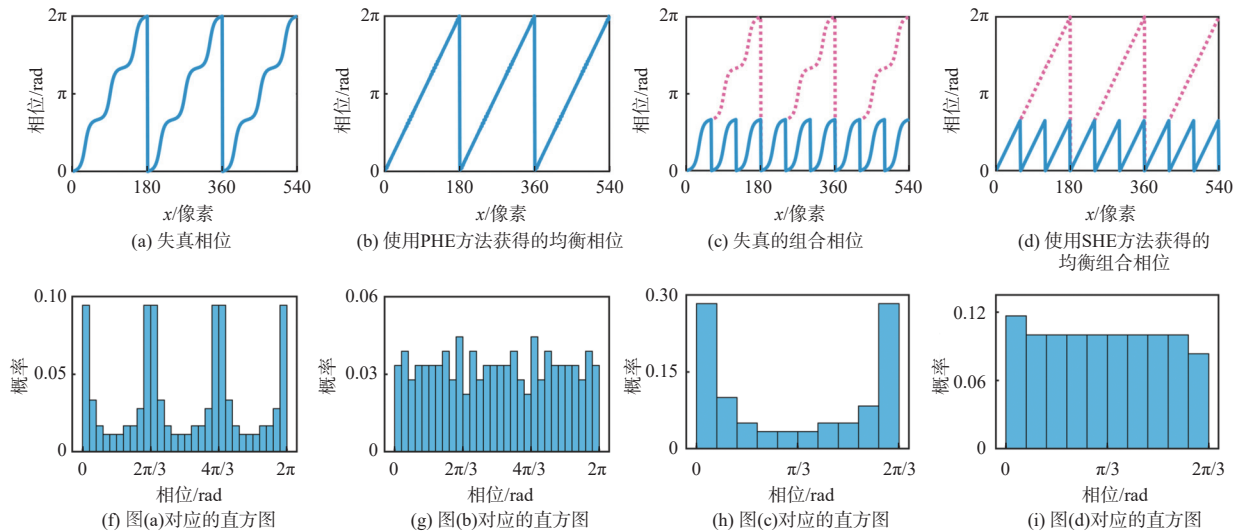 2π
π
0
相位/rad
0
180
360
540
x/像素
(a) 失真相位
2π
π
0
相位/rad
0
180
360
540
x/像素
(b) 使用PHE方法获得的均衡相位
2π
π
0
相位/rad
0
180
360
540
x/像素
(c) 失真的组合相位
2π
π
0
相位/rad
0
180
360
540
x/像素
(d) 使用SHE方法获得的
均衡组合相位
0.10
0.05
0
概率
0
2π/3
4π/3
2π
相位/rad
(f) 图(a)对应的直方图
0.06
0.03
0
概率
0
2π/3
4π/3
2π
相位/rad
(g) 图(b)对应的直方图
0.30
0.15
0
概率
0
π/3
2π/3
相位/rad
(h) 图(c)对应的直方图
0.12
0.06
0
概率
0
π/3
2π/3
相位/rad
(i) 图(d)对应的直方图